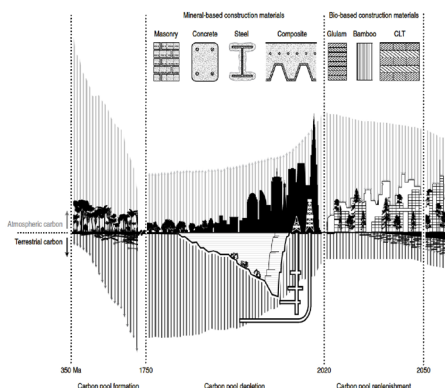 Mineral-based construction materials
Bio-based construction materials
Masonry
Concrete
Steel
Composite
Glulam
Bamboo
CLT
Atmospheric carbon
Terrestrial carbon
350 Ma
1750
2020
2050
Carbon pool formation
Carbon pool depletion
Carbon pool replenishment